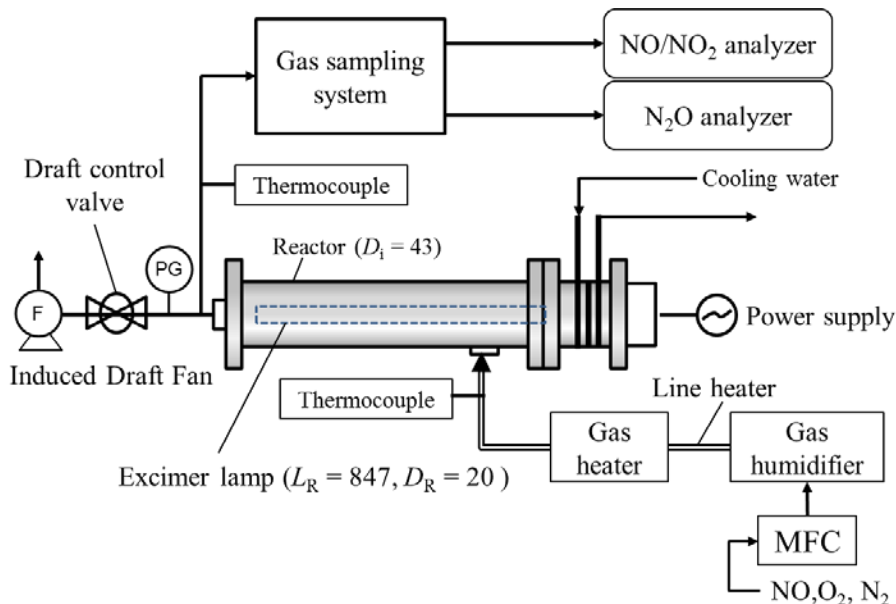 Gas sampling
system
NO/NO₂ analyzer
N₂O analyzer
Draft control
valve
Thermocouple
Cooling water
Reactor (Dᵢ = 43)
PG
F
Power supply
Induced Draft Fan
Thermocouple
Line heater
Gas
heater
Gas
humidifier
Excimer lamp (L_R = 847, D_R = 20 )
MFC
NO,O₂, N₂